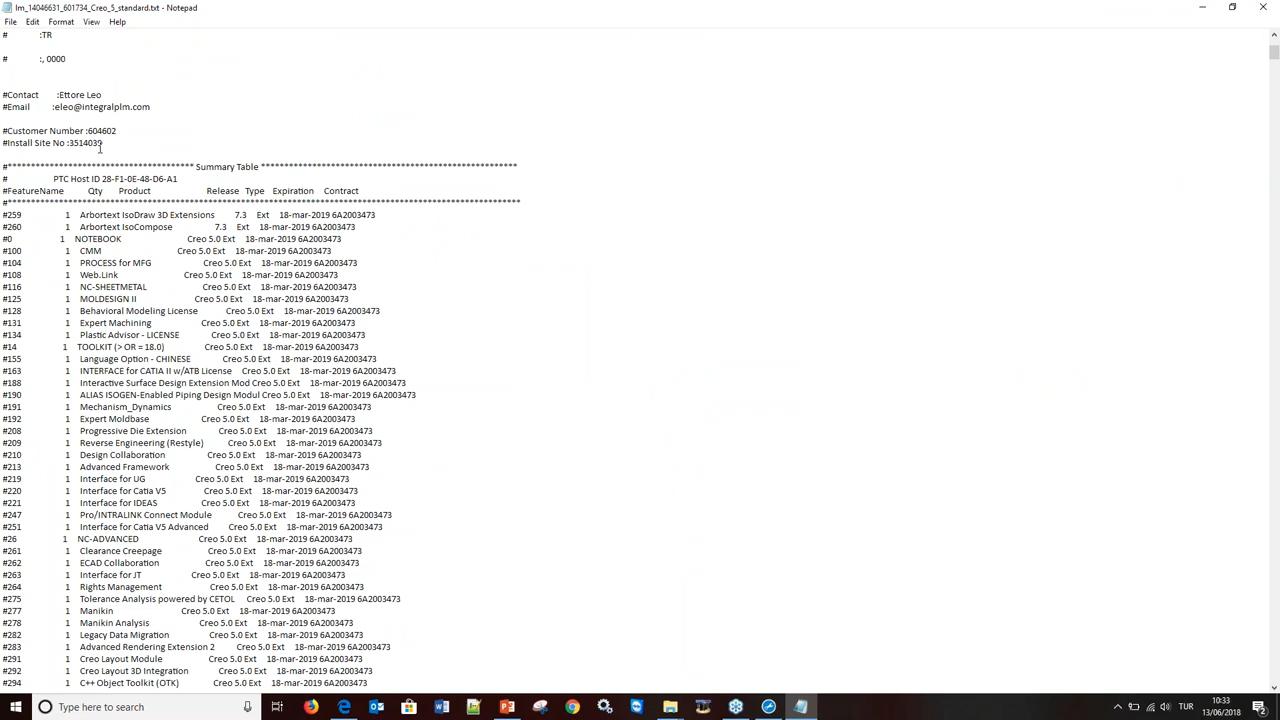 lm_14046631_601734_Creo_5_standard.txt - Notepad
File Edit Format View Help
# :TR
# :, 0000
#Contact :Ettore Leo
#Email :eleo@integralplm.com
#Customer Number :604602
#Install Site No :3514039
#**************************************** Summary Table *******************************************************
# PTC Host ID 28-F1-0E-48-D6-A1
#FeatureName Qty Product Release Type Expiration Contract
#***************************************************************************************************************
#259 1 Arbortext IsoDraw 3D Extensions 7.3 Ext 18-mar-2019 6A2003473
#260 1 Arbortext IsoCompose 7.3 Ext 18-mar-2019 6A2003473
#0 1 NOTEBOOK Creo 5.0 Ext 18-mar-2019 6A2003473
#100 1 CMM Creo 5.0 Ext 18-mar-2019 6A2003473
#104 1 PROCESS for MFG Creo 5.0 Ext 18-mar-2019 6A2003473
#108 1 Web.Link Creo 5.0 Ext 18-mar-2019 6A2003473
#116 1 NC-SHEETMETAL Creo 5.0 Ext 18-mar-2019 6A2003473
#125 1 MOLDESIGN II Creo 5.0 Ext 18-mar-2019 6A2003473
#128 1 Behavioral Modeling License Creo 5.0 Ext 18-mar-2019 6A2003473
#131 1 Expert Machining Creo 5.0 Ext 18-mar-2019 6A2003473
#134 1 Plastic Advisor - LICENSE Creo 5.0 Ext 18-mar-2019 6A2003473
#14 1 TOOLKIT (> OR = 18.0) Creo 5.0 Ext 18-mar-2019 6A2003473
#155 1 Language Option - CHINESE Creo 5.0 Ext 18-mar-2019 6A2003473
#163 1 INTERFACE for CATIA II w/ATB License Creo 5.0 Ext 18-mar-2019 6A2003473
#188 1 Interactive Surface Design Extension Mod Creo 5.0 Ext 18-mar-2019 6A2003473
#190 1 ALIAS ISOGEN-Enabled Piping Design Modul Creo 5.0 Ext 18-mar-2019 6A2003473
#191 1 Mechanism_Dynamics Creo 5.0 Ext 18-mar-2019 6A2003473
#192 1 Expert Moldbase Creo 5.0 Ext 18-mar-2019 6A2003473
#208 1 Progressive Die Extension Creo 5.0 Ext 18-mar-2019 6A2003473
#209 1 Reverse Engineering (Restyle) Creo 5.0 Ext 18-mar-2019 6A2003473
#210 1 Design Collaboration Creo 5.0 Ext 18-mar-2019 6A2003473
#213 1 Advanced Framework Creo 5.0 Ext 18-mar-2019 6A2003473
#219 1 Interface for UG Creo 5.0 Ext 18-mar-2019 6A2003473
#220 1 Interface for Catia V5 Creo 5.0 Ext 18-mar-2019 6A2003473
#221 1 Interface for IDEAS Creo 5.0 Ext 18-mar-2019 6A2003473
#247 1 Pro/INTRALINK Connect Module Creo 5.0 Ext 18-mar-2019 6A2003473
#251 1 Interface for Catia V5 Advanced Creo 5.0 Ext 18-mar-2019 6A2003473
#26 1 NC-ADVANCED Creo 5.0 Ext 18-mar-2019 6A2003473
#261 1 Clearance Creepage Creo 5.0 Ext 18-mar-2019 6A2003473
#262 1 ECAD Collaboration Creo 5.0 Ext 18-mar-2019 6A2003473
#263 1 Interface for JT Creo 5.0 Ext 18-mar-2019 6A2003473
#264 1 Rights Management Creo 5.0 Ext 18-mar-2019 6A2003473
#275 1 Tolerance Analysis powered by CETOL Creo 5.0 Ext 18-mar-2019 6A2003473
#277 1 Manikin Creo 5.0 Ext 18-mar-2019 6A2003473
#278 1 Manikin Analysis Creo 5.0 Ext 18-mar-2019 6A2003473
#282 1 Legacy Data Migration Creo 5.0 Ext 18-mar-2019 6A2003473
#283 1 Advanced Rendering Extension 2 Creo 5.0 Ext 18-mar-2019 6A2003473
#291 1 Creo Layout Module Creo 5.0 Ext 18-mar-2019 6A2003473
#292 1 Creo Layout 3D Integration Creo 5.0 Ext 18-mar-2019 6A2003473
#294 1 C++ Object Toolkit (OTK) Creo 5.0 Ext 18-mar-2019 6A2003473
Type here to search
TUR
10:33
13/06/2018
2